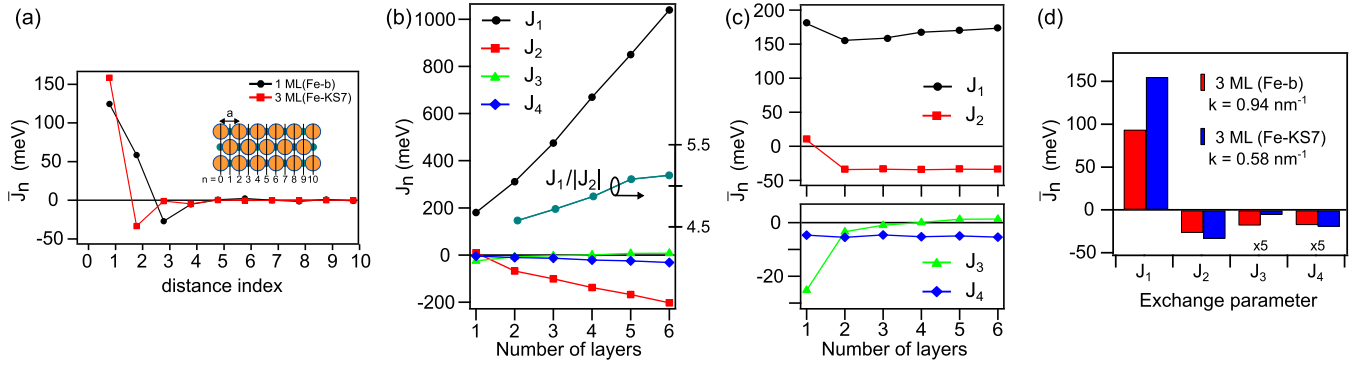 (a)
J̄n (meV)
150
100
50
0
-50
1 ML(Fe-b)
3 ML(Fe-KS7)
a
n = 0 1 2 3 4 5 6 7 8 9 10
0 1 2 3 4 5 6 7 8 9 10
distance index
(b)
Jn (meV)
1000
800
600
400
200
0
-200
J1
J2
J3
J4
J1/|J2|
5.5
4.5
1 2 3 4 5 6
Number of layers
(c)
J̄n (meV)
200
150
100
50
0
-50
J1
J2
0
-20
J3
J4
1 2 3 4 5 6
Number of layers
(d)
J̄n (meV)
150
100
50
0
-50
3 ML (Fe-b)
k = 0.94 nm⁻¹
3 ML (Fe-KS7)
k = 0.58 nm⁻¹
x5 x5
J1 J2 J3 J4
Exchange parameter